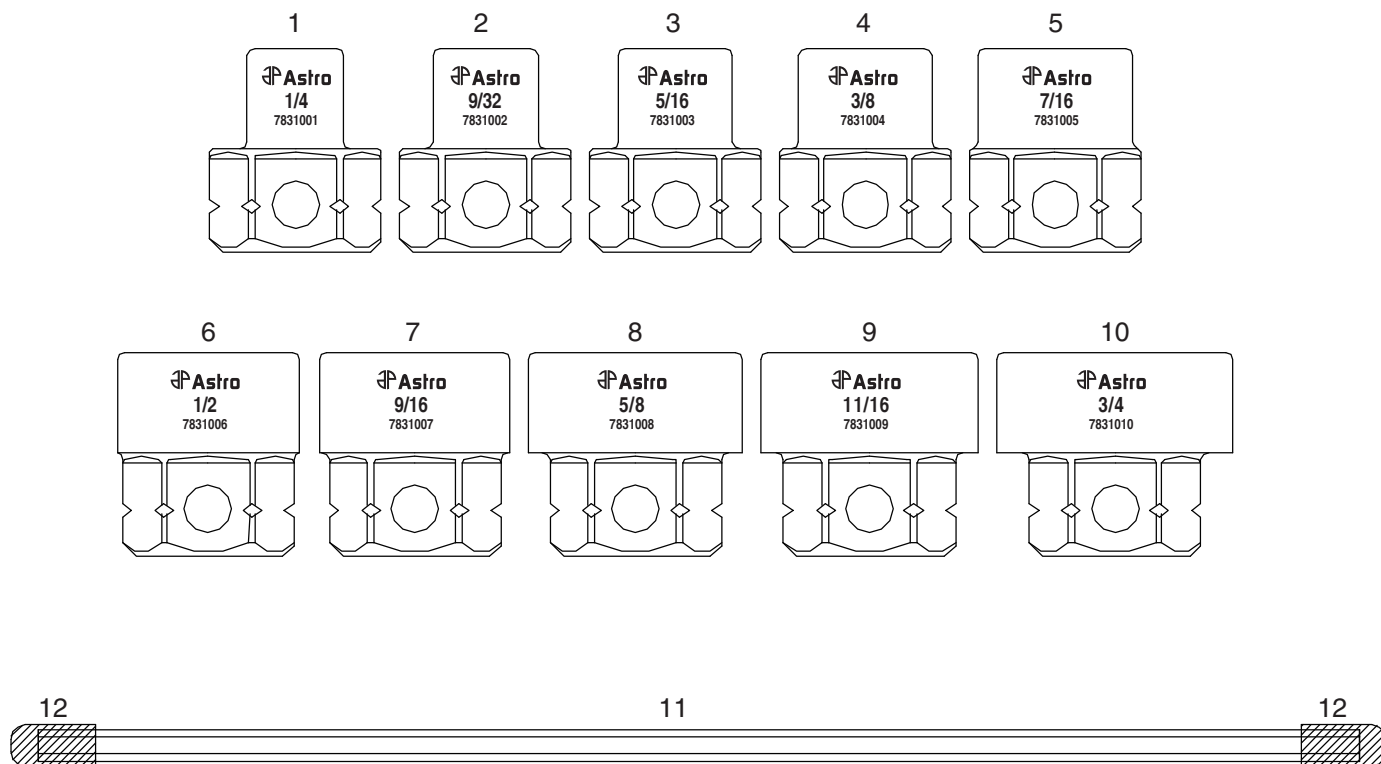 1 2 3 4 5
Astro Astro Astro Astro Astro
1/4 9/32 5/16 3/8 7/16
7831001 7831002 7831003 7831004 7831005
6 7 8 9 10
Astro Astro Astro Astro Astro
1/2 9/16 5/8 11/16 3/4
7831006 7831007 7831008 7831009 7831010
12 11 12